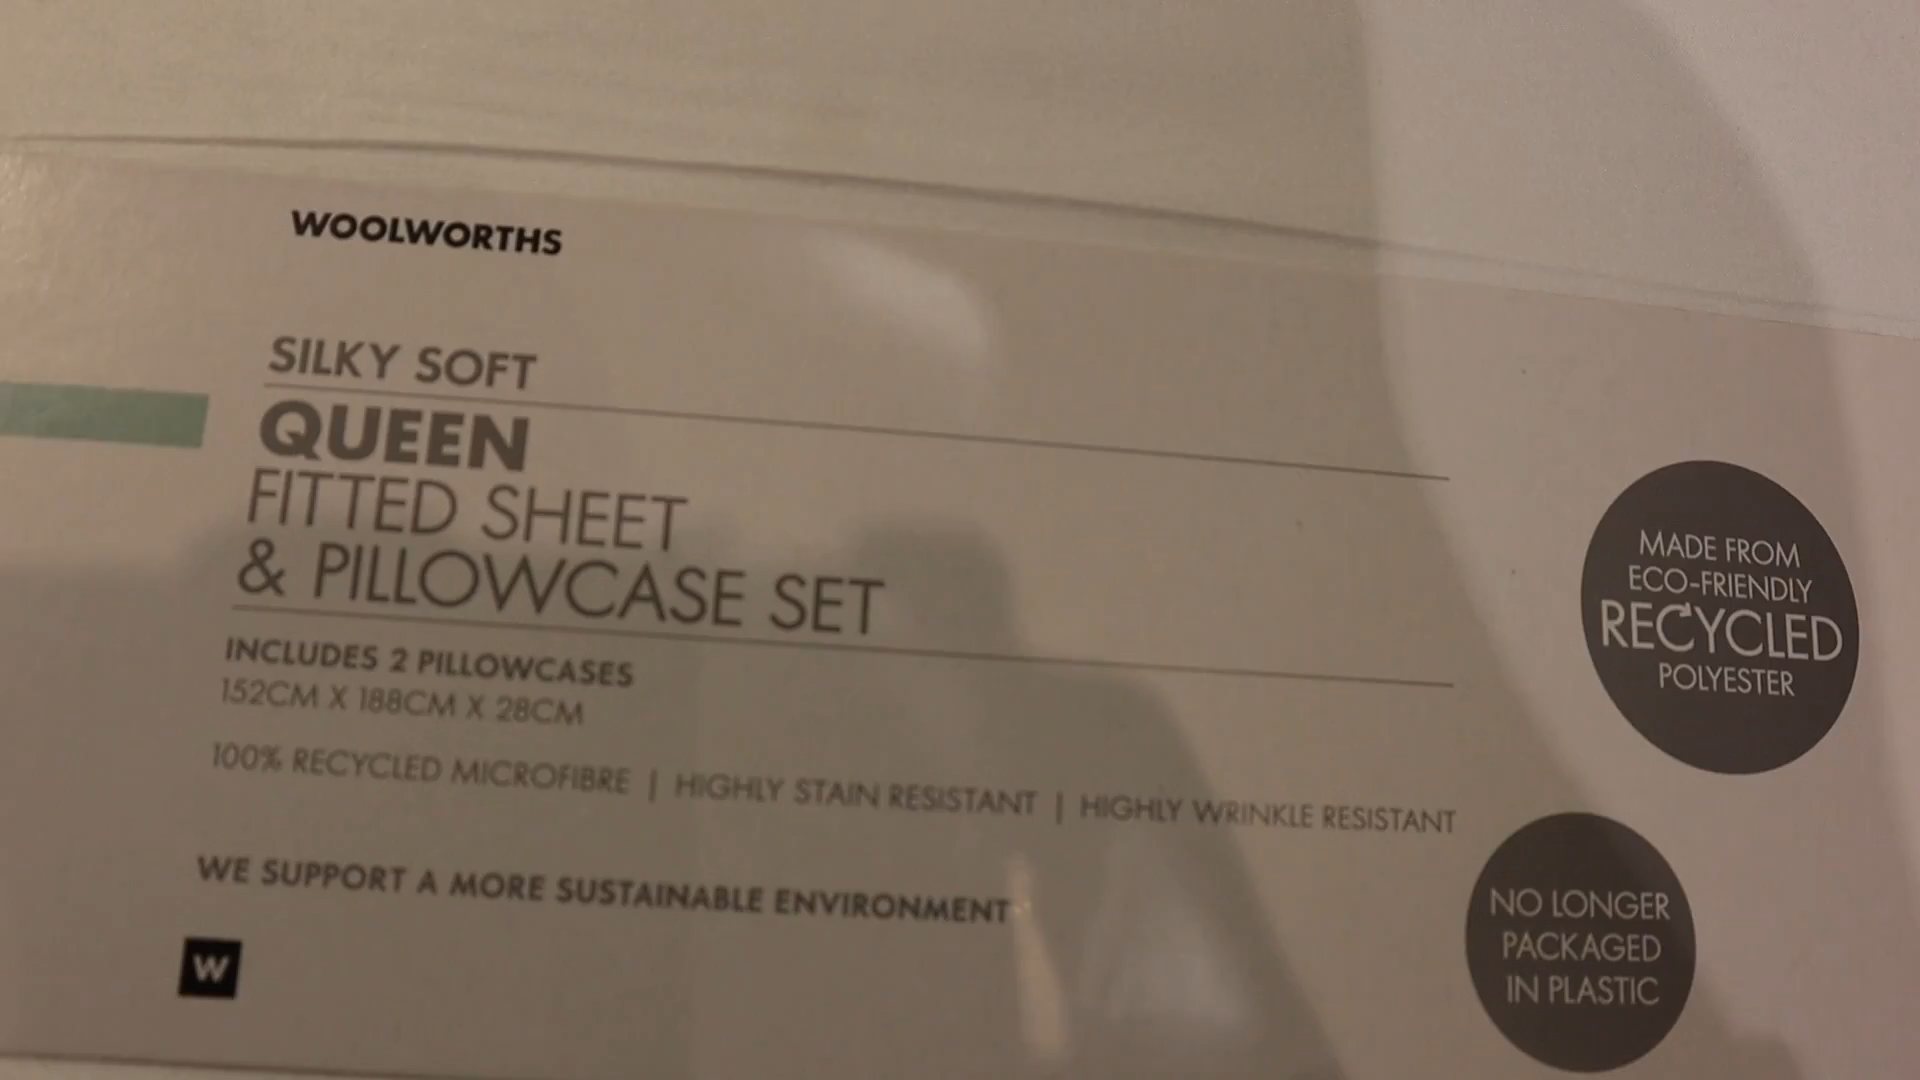 WOOLWORTHS
SILKY SOFT
QUEEN
FITTED SHEET
& PILLOWCASE SET
INCLUDES 2 PILLOWCASES
152CM X 188CM X 28CM
100% RECYCLED MICROFIBRE | HIGHLY STAIN RESISTANT | HIGHLY WRINKLE RESISTANT
WE SUPPORT A MORE SUSTAINABLE ENVIRONMENT
W
MADE FROM
ECO-FRIENDLY
RECYCLED
POLYESTER
NO LONGER
PACKAGED
IN PLASTIC